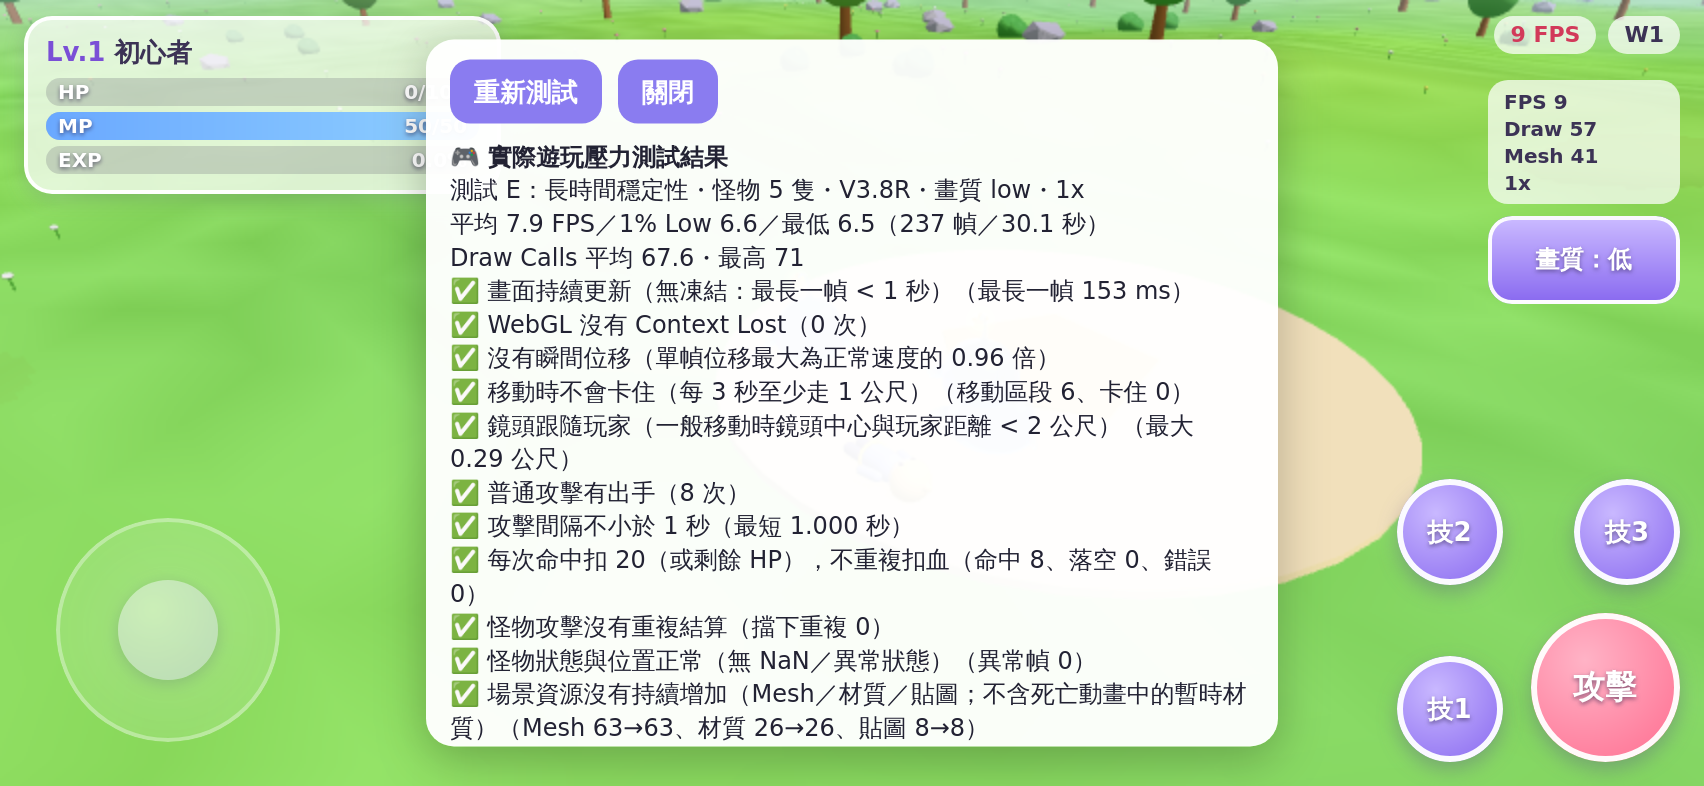 Lv.1 初心者
HP 0/
MP 50
EXP 0
9 FPS
W1
FPS 9
Draw 57
Mesh 41
1x
畫質：低
重新測試
關閉
🎮 實際遊玩壓力測試結果
測試 E：長時間穩定性・怪物 5 隻・V3.8R・畫質 low・1x
平均 7.9 FPS／1% Low 6.6／最低 6.5（237 幀／30.1 秒）
Draw Calls 平均 67.6・最高 71
✅ 畫面持續更新（無凍結：最長一幀 < 1 秒）（最長一幀 153 ms）
✅ WebGL 沒有 Context Lost（0 次）
✅ 沒有瞬間位移（單幀位移最大為正常速度的 0.96 倍）
✅ 移動時不會卡住（每 3 秒至少走 1 公尺）（移動區段 6、卡住 0）
✅ 鏡頭跟隨玩家（一般移動時鏡頭中心與玩家距離 < 2 公尺）（最大
0.29 公尺）
✅ 普通攻擊有出手（8 次）
✅ 攻擊間隔不小於 1 秒（最短 1.000 秒）
✅ 每次命中扣 20（或剩餘 HP），不重複扣血（命中 8、落空 0、錯誤
0）
✅ 怪物攻擊沒有重複結算（擋下重複 0）
✅ 怪物狀態與位置正常（無 NaN／異常狀態）（異常幀 0）
✅ 場景資源沒有持續增加（Mesh／材質／貼圖；不含死亡動畫中的暫時材
質）（Mesh 63→63、材質 26→26、貼圖 8→8）
技2
技3
技1
攻擊